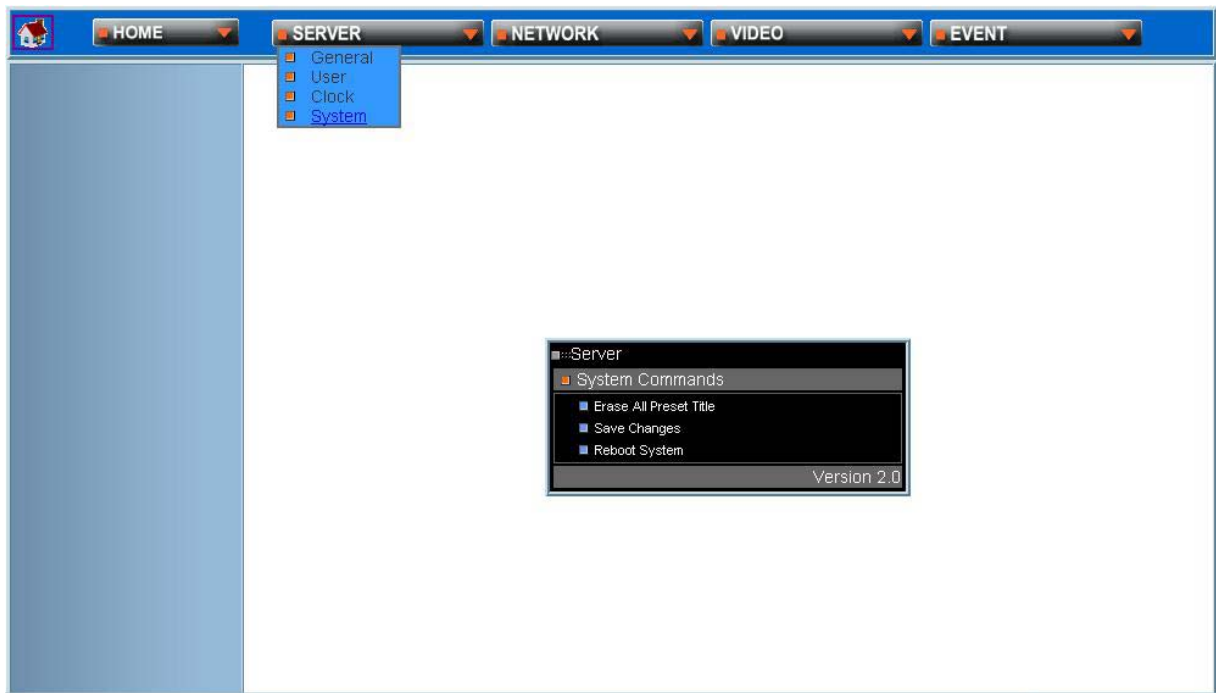 HOME SERVER NETWORK VIDEO EVENT
General
User
Clock
System
Server
System Commands
Erase All Preset Title
Save Changes
Reboot System
Version 2.0